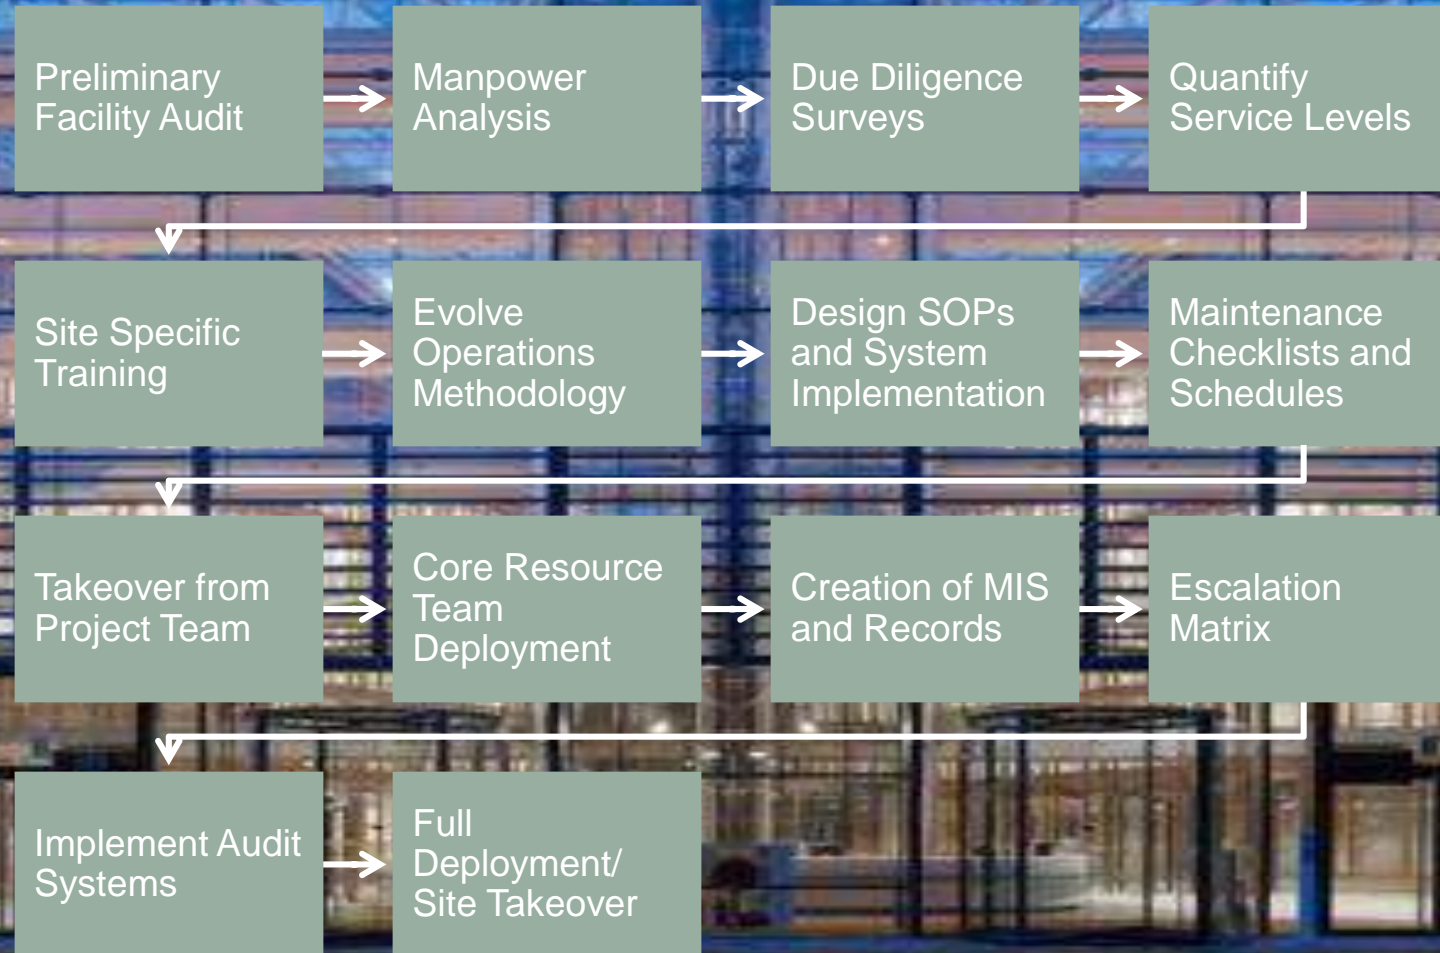 Preliminary
Facility Audit
Manpower
Analysis
Due Diligence
Surveys
Quantify
Service Levels
Site Specific
Training
Evolve
Operations
Methodology
Design SOPs
and System
Implementation
Maintenance
Checklists and
Schedules
Takeover from
Project Team
Core Resource
Team
Deployment
Creation of MIS
and Records
Escalation
Matrix
Implement Audit
Systems
Full
Deployment/
Site Takeover